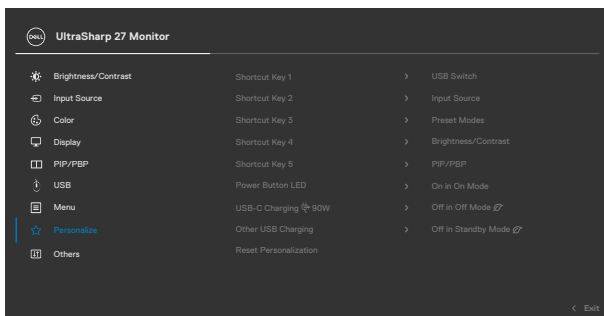 DELL UltraSharp 27 Monitor
Brightness/Contrast Shortcut Key 1 > USB Switch
Input Source Shortcut Key 2 > Input Source
Color Shortcut Key 3 > Preset Modes
Display Shortcut Key 4 > Brightness/Contrast
PIP/PBP Shortcut Key 5 > PIP/PBP
USB Power Button LED > On in On Mode
Menu USB-C Charging 90W > Off in Off Mode
Personalize Other USB Charging > Off in Standby Mode
Others Reset Personalization
< Exit